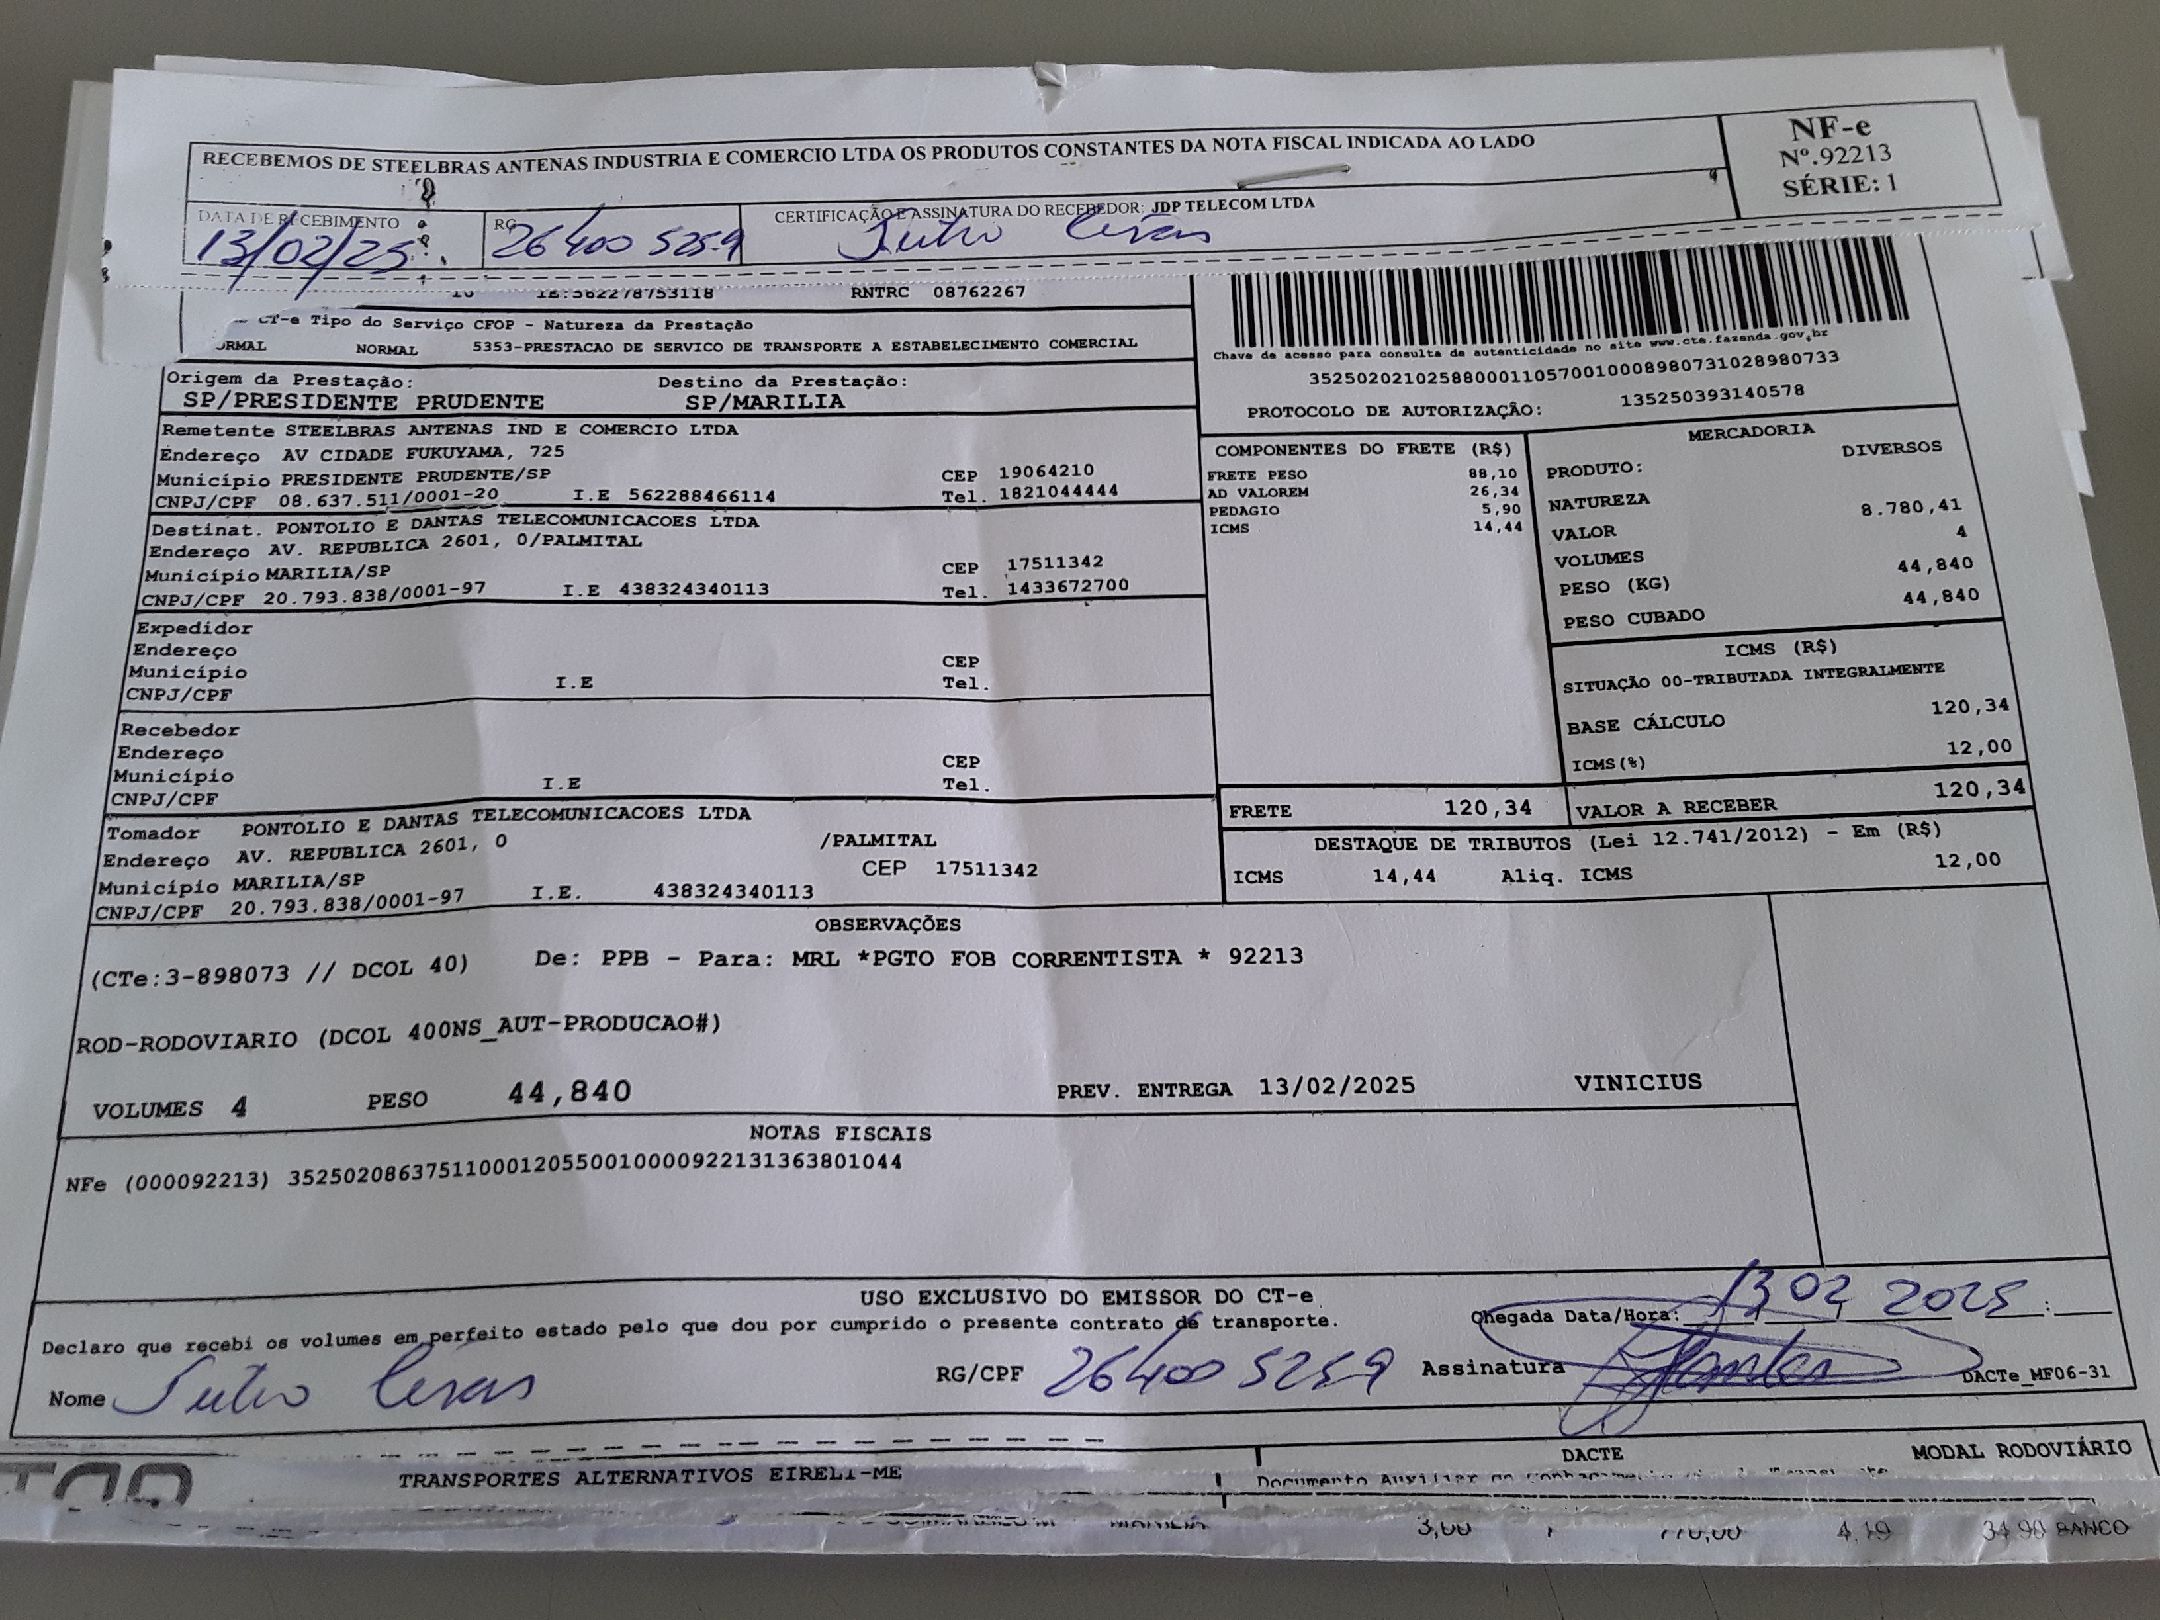 RECEBEMOS DE STEELBRAS ANTENAS INDUSTRIA E COMERCIO LTDA OS PRODUTOS CONSTANTES DA NOTA FISCAL INDICADA AO LADO
NF-e
Nº.92213
SÉRIE: 1
DATA DE RECEBIMENTO
13/02/25
RG
26400 525-9
CERTIFICAÇÃO E ASSINATURA DO RECEBEDOR: JDP TELECOM LTDA
IE:562278753118 RNTRC 08762267
CT-e Tipo do Serviço CFOP - Natureza da Prestação
ORMAL NORMAL 5353-PRESTACAO DE SERVICO DE TRANSPORTE A ESTABELECIMENTO COMERCIAL
Chave de acesso para consulta de autenticidade no site www.cte.fazenda.gov.br
35250202102588000110570010008980731028980733
PROTOCOLO DE AUTORIZAÇÃO: 135250393140578
Origem da Prestação: Destino da Prestação:
SP/PRESIDENTE PRUDENTE SP/MARILIA
Remetente STEELBRAS ANTENAS IND E COMERCIO LTDA
Endereço AV CIDADE FUKUYAMA, 725
Município PRESIDENTE PRUDENTE/SP CEP 19064210
CNPJ/CPF 08.637.511/0001-20 I.E 562288466114 Tel. 1821044444
Destinat. PONTOLIO E DANTAS TELECOMUNICACOES LTDA
Endereço AV. REPUBLICA 2601, 0/PALMITAL
Município MARILIA/SP CEP 17511342
CNPJ/CPF 20.793.838/0001-97 I.E 438324340113 Tel. 1433672700
Expedidor
Endereço
Município CEP
CNPJ/CPF I.E Tel.
Recebedor
Endereço
Município CEP
CNPJ/CPF I.E Tel.
Tomador PONTOLIO E DANTAS TELECOMUNICACOES LTDA
Endereço AV. REPUBLICA 2601, 0 /PALMITAL
Município MARILIA/SP CEP 17511342
CNPJ/CPF 20.793.838/0001-97 I.E. 438324340113
COMPONENTES DO FRETE (R$)
FRETE PESO 88,10
AD VALOREM 26,34
PEDAGIO 5,90
ICMS 14,44
MERCADORIA
PRODUTO: DIVERSOS
NATUREZA
VALOR 8.780,41
VOLUMES 4
PESO (KG) 44,840
PESO CUBADO 44,840
ICMS (R$)
SITUAÇÃO 00-TRIBUTADA INTEGRALMENTE
BASE CÁLCULO 120,34
ICMS(%) 12,00
FRETE 120,34 VALOR A RECEBER 120,34
DESTAQUE DE TRIBUTOS (Lei 12.741/2012) - Em (R$)
ICMS 14,44 Aliq. ICMS 12,00
OBSERVAÇÕES
(CTe:3-898073 // DCOL 40) De: PPB - Para: MRL *PGTO FOB CORRENTISTA * 92213
ROD-RODOVIARIO (DCOL 400NS_AUT-PRODUCAO#)
VOLUMES 4 PESO 44,840 PREV. ENTREGA 13/02/2025 VINICIUS
NOTAS FISCAIS
NFe (000092213) 35250208637511000120550010000922131363801044
USO EXCLUSIVO DO EMISSOR DO CT-e
Declaro que recebi os volumes em perfeito estado pelo que dou por cumprido o presente contrato de transporte.
Chegada Data/Hora: 13 02 2025 :
Nome RG/CPF 26400 525-9 Assinatura
DACTe_MF06-31
TRANSPORTES ALTERNATIVOS EIRELI-ME
DACTE MODAL RODOVIÁRIO
Documento Auxiliar
BANCO